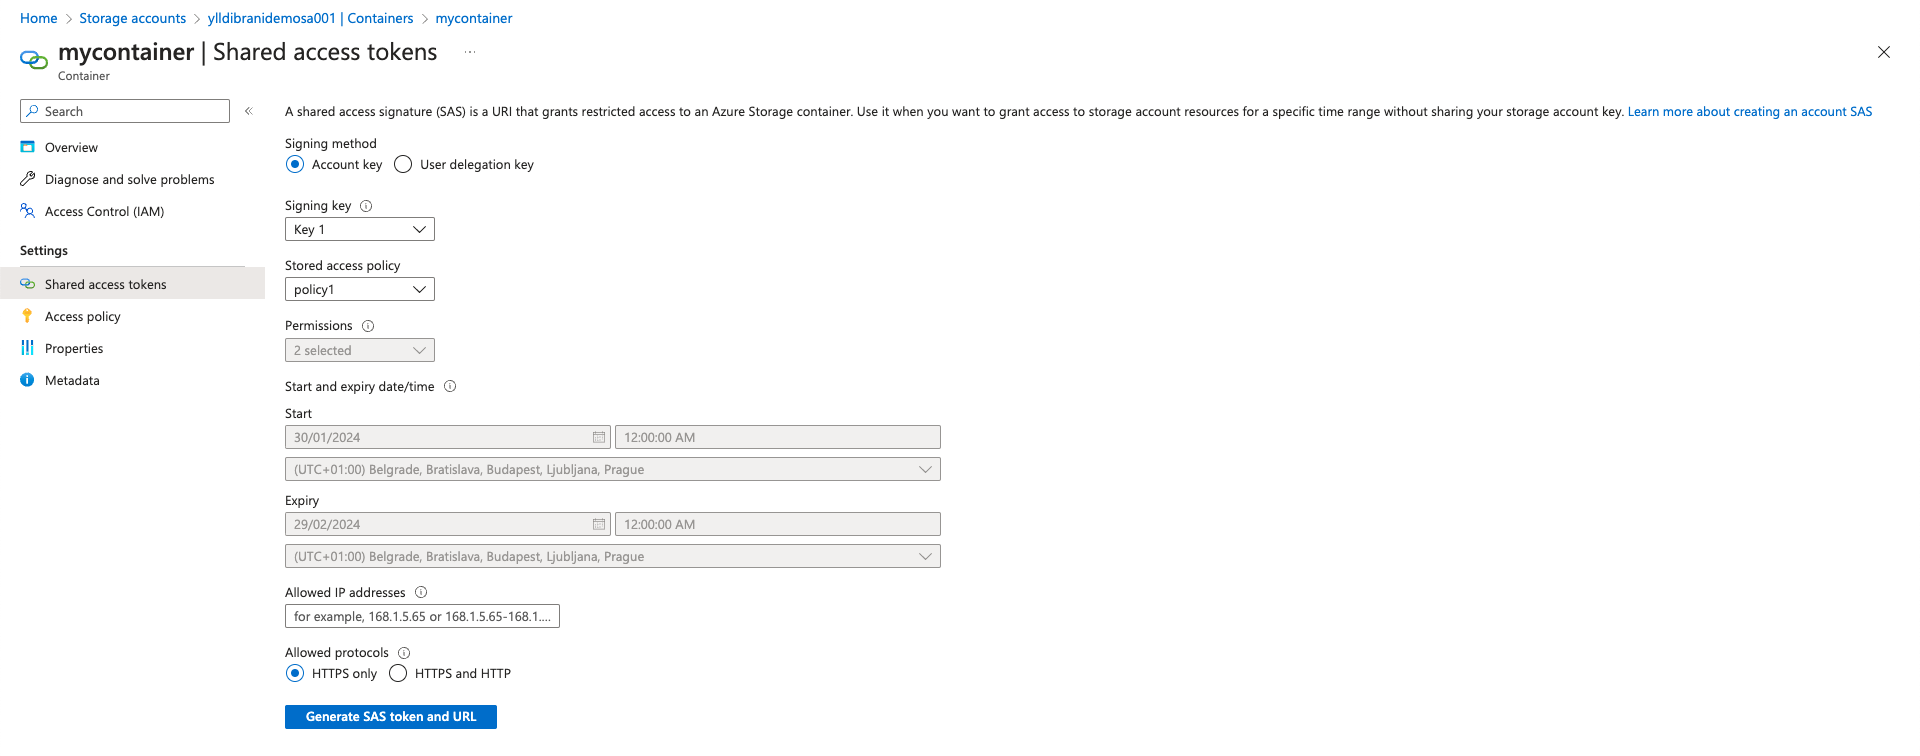 Home > Storage accounts > ylldibranidemosa001 | Containers > mycontainer
mycontainer | Shared access tokens ...
Container
Search
«
Overview
Diagnose and solve problems
Access Control (IAM)
Settings
Shared access tokens
Access policy
Properties
Metadata
A shared access signature (SAS) is a URI that grants restricted access to an Azure Storage container. Use it when you want to grant access to storage account resources for a specific time range without sharing your storage account key. Learn more about creating an account SAS
Signing method
Account key User delegation key
Signing key
Key 1
Stored access policy
policy1
Permissions
2 selected
Start and expiry date/time
Start
30/01/2024 12:00:00 AM
(UTC+01:00) Belgrade, Bratislava, Budapest, Ljubljana, Prague
Expiry
29/02/2024 12:00:00 AM
(UTC+01:00) Belgrade, Bratislava, Budapest, Ljubljana, Prague
Allowed IP addresses
for example, 168.1.5.65 or 168.1.5.65-168.1....
Allowed protocols
HTTPS only HTTPS and HTTP
Generate SAS token and URL